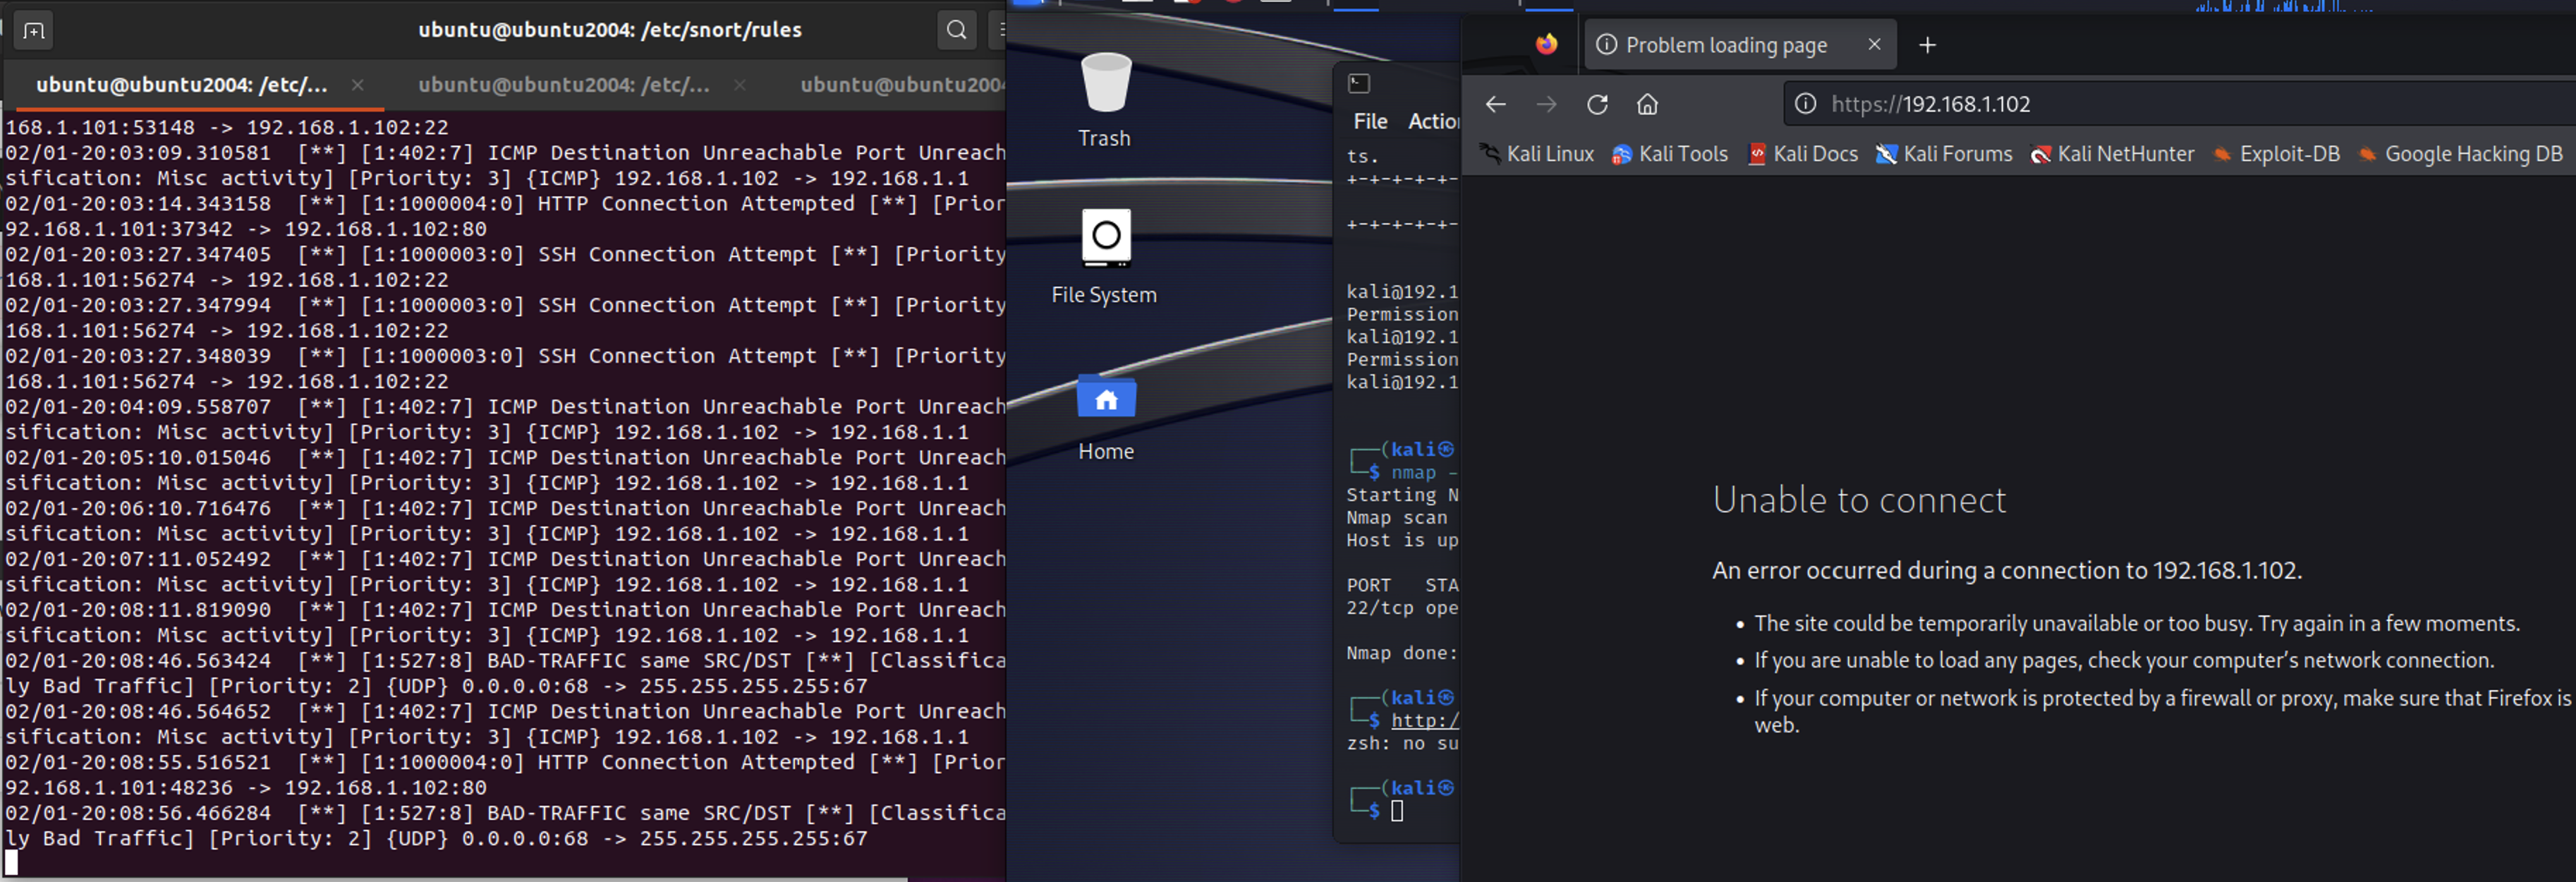 ubuntu@ubuntu2004: /etc/snort/rules
ubuntu@ubuntu2004: /etc/...
ubuntu@ubuntu2004: /etc/...
ubuntu@ubuntu2004
168.1.101:53148 -> 192.168.1.102:22
02/01-20:03:09.310581 [**] [1:402:7] ICMP Destination Unreachable Port Unreach
sification: Misc activity] [Priority: 3] {ICMP} 192.168.1.102 -> 192.168.1.1
02/01-20:03:14.343158 [**] [1:1000004:0] HTTP Connection Attempted [**] [Prior
92.168.1.101:37342 -> 192.168.1.102:80
02/01-20:03:27.347405 [**] [1:1000003:0] SSH Connection Attempt [**] [Priority
168.1.101:56274 -> 192.168.1.102:22
02/01-20:03:27.347994 [**] [1:1000003:0] SSH Connection Attempt [**] [Priority
168.1.101:56274 -> 192.168.1.102:22
02/01-20:03:27.348039 [**] [1:1000003:0] SSH Connection Attempt [**] [Priority
168.1.101:56274 -> 192.168.1.102:22
02/01-20:04:09.558707 [**] [1:402:7] ICMP Destination Unreachable Port Unreach
sification: Misc activity] [Priority: 3] {ICMP} 192.168.1.102 -> 192.168.1.1
02/01-20:05:10.015046 [**] [1:402:7] ICMP Destination Unreachable Port Unreach
sification: Misc activity] [Priority: 3] {ICMP} 192.168.1.102 -> 192.168.1.1
02/01-20:06:10.716476 [**] [1:402:7] ICMP Destination Unreachable Port Unreach
sification: Misc activity] [Priority: 3] {ICMP} 192.168.1.102 -> 192.168.1.1
02/01-20:07:11.052492 [**] [1:402:7] ICMP Destination Unreachable Port Unreach
sification: Misc activity] [Priority: 3] {ICMP} 192.168.1.102 -> 192.168.1.1
02/01-20:08:11.819090 [**] [1:402:7] ICMP Destination Unreachable Port Unreach
sification: Misc activity] [Priority: 3] {ICMP} 192.168.1.102 -> 192.168.1.1
02/01-20:08:46.563424 [**] [1:527:8] BAD-TRAFFIC same SRC/DST [**] [Classifica
ly Bad Traffic] [Priority: 2] {UDP} 0.0.0.0:68 -> 255.255.255.255:67
02/01-20:08:46.564652 [**] [1:402:7] ICMP Destination Unreachable Port Unreach
sification: Misc activity] [Priority: 3] {ICMP} 192.168.1.102 -> 192.168.1.1
02/01-20:08:55.516521 [**] [1:1000004:0] HTTP Connection Attempted [**] [Prior
92.168.1.101:48236 -> 192.168.1.102:80
02/01-20:08:56.466284 [**] [1:527:8] BAD-TRAFFIC same SRC/DST [**] [Classifica
ly Bad Traffic] [Priority: 2] {UDP} 0.0.0.0:68 -> 255.255.255.255:67
Trash
File System
Home
File Actio
ts.
+-+-+-+-+-
+-+-+-+-+-
kali@192.1
Permission
kali@192.1
Permission
kali@192.1
┌──(kali㉿
└─$ nmap -
Starting N
Nmap scan
Host is up
PORT STA
22/tcp ope
Nmap done:
┌──(kali㉿
└─$ http:/
zsh: no su
┌──(kali㉿
└─$
Problem loading page
https://192.168.1.102
Kali Linux
Kali Tools
Kali Docs
Kali Forums
Kali NetHunter
Exploit-DB
Google Hacking DB
Unable to connect
An error occurred during a connection to 192.168.1.102.
• The site could be temporarily unavailable or too busy. Try again in a few moments.
• If you are unable to load any pages, check your computer’s network connection.
• If your computer or network is protected by a firewall or proxy, make sure that Firefox is
web.